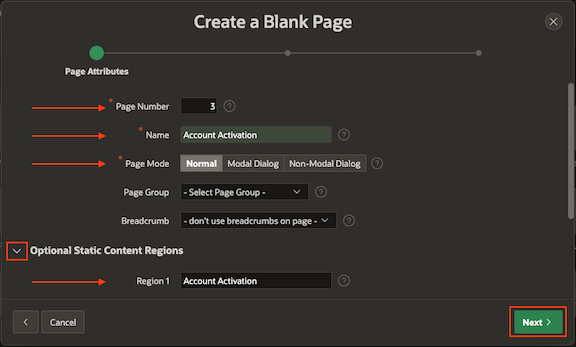 Create a Blank Page
Page Attributes
* Page Number 3 ?
* Name Account Activation ?
* Page Mode Normal Modal Dialog Non-Modal Dialog ?
Page Group - Select Page Group - ?
Breadcrumb - don't use breadcrumbs on page - ?
Optional Static Content Regions
Region 1 Account Activation ?
Cancel Next